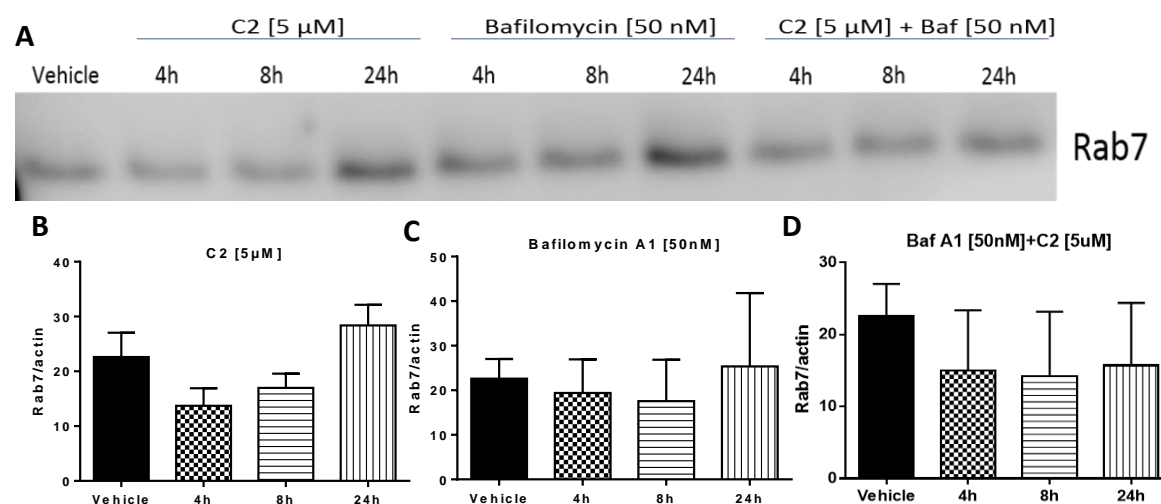 A
C2 [5 µM] Bafilomycin [50 nM] C2 [5 µM] + Baf [50 nM]
Vehicle 4h 8h 24h 4h 8h 24h 4h 8h 24h
Rab7
B
C2 [5µM]
40
30
20
10
0
Rab7/actin
Vehicle 4h 8h 24h
C
Bafilomycin A1 [50nM]
50
40
30
20
10
0
Rab7/actin
Vehicle 4h 8h 24h
D
Baf A1 [50nM]+C2 [5uM]
30
20
10
0
Rab7/actin
Vehicle 4h 8h 24h